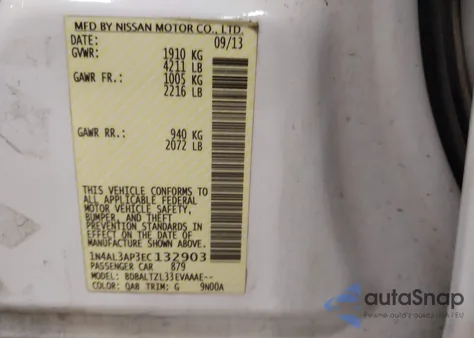 MFD BY NISSAN MOTOR CO., LTD.
DATE: 09/13
GVWR: 1910 KG
4211 LB
GAWR FR.: 1005 KG
2216 LB
GAWR RR.: 940 KG
2072 LB
THIS VEHICLE CONFORMS TO
ALL APPLICABLE FEDERAL
MOTOR VEHICLE SAFETY,
BUMPER, AND THEFT
PREVENTION STANDARDS
IN EFFECT ON THE DATE OF
MANUFACTURE SHOWN ABOVE.
1N4AL3AP3EC132903
PASSENGER CAR 879
MODEL: BDBALTZL33EVAAAE--
COLOR: QAB TRIM: G 9N00A
autoSnap